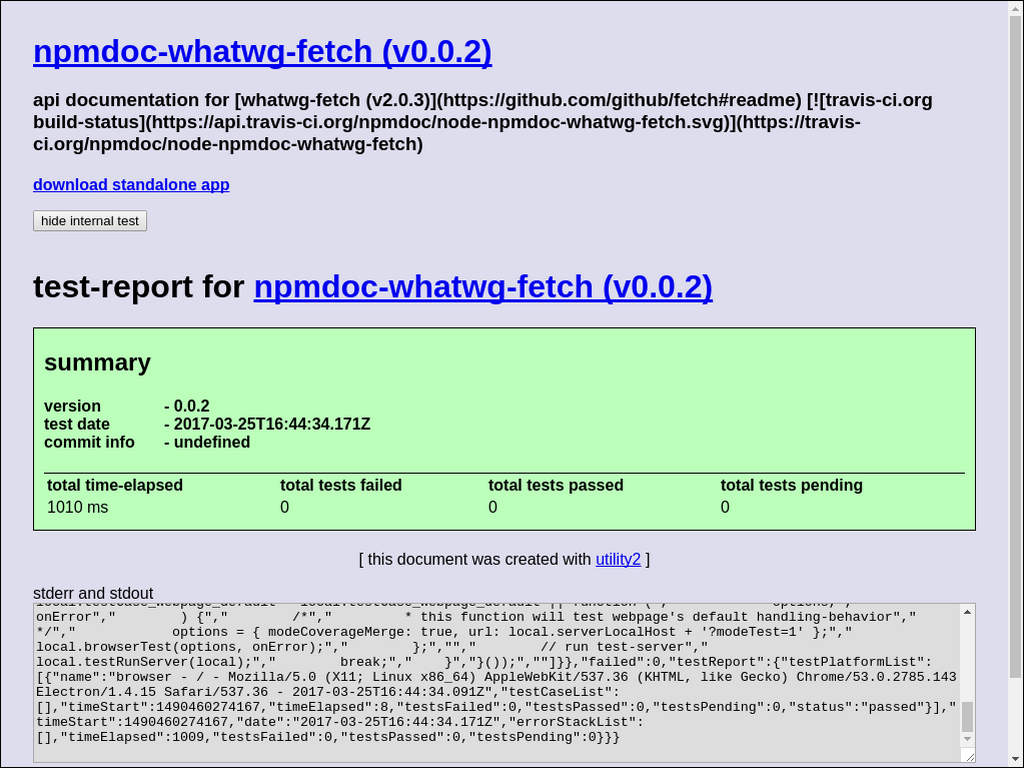 npmdoc-whatwg-fetch (v0.0.2)
api documentation for [whatwg-fetch (v2.0.3)](https://github.com/github/fetch#readme) [![travis-ci.org
build-status](https://api.travis-ci.org/npmdoc/node-npmdoc-whatwg-fetch.svg)](https://travis-
ci.org/npmdoc/node-npmdoc-whatwg-fetch)
download standalone app
hide internal test
test-report for npmdoc-whatwg-fetch (v0.0.2)
summary
version - 0.0.2
test date - 2017-03-25T16:44:34.171Z
commit info - undefined
total time-elapsed total tests failed total tests passed total tests pending
1010 ms 0 0 0
[ this document was created with utility2 ]
stderr and stdout
onError","        ) {","        /*","         * this function will test webpage's default handling-behavior","
*/","            options = { modeCoverageMerge: true, url: local.serverLocalHost + '?modeTest=1' };","
local.browserTest(options, onError);","        };","","        // run test-server","
local.testRunServer(local);","        break;","    }","}());",""]}},"failed":0,"testReport":{"testPlatformList":
[{"name":"browser - / - Mozilla/5.0 (X11; Linux x86_64) AppleWebKit/537.36 (KHTML, like Gecko) Chrome/53.0.2785.143
Electron/1.4.15 Safari/537.36 - 2017-03-25T16:44:34.091Z","testCaseList":
[],"timeStart":1490460274167,"timeElapsed":8,"testsFailed":0,"testsPassed":0,"testsPending":0,"status":"passed"}],"
timeStart":1490460274167,"date":"2017-03-25T16:44:34.171Z","errorStackList":
[],"timeElapsed":1009,"testsFailed":0,"testsPassed":0,"testsPending":0}}}